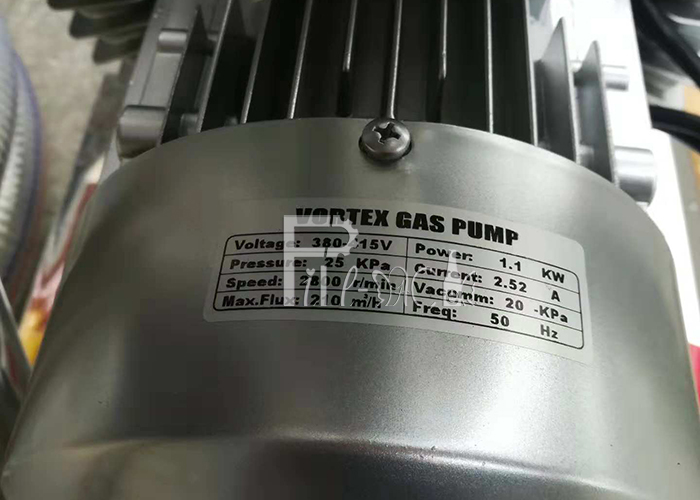 VORTEX GAS PUMP
Voltage: 380-415V Power: 1.1 KW
Pressure: 25 KPa Current: 2.52 A
Speed: 2800 r/min Vacumm: 20 -KPa
Max.Flux: 210 m/h Freq: 50 Hz